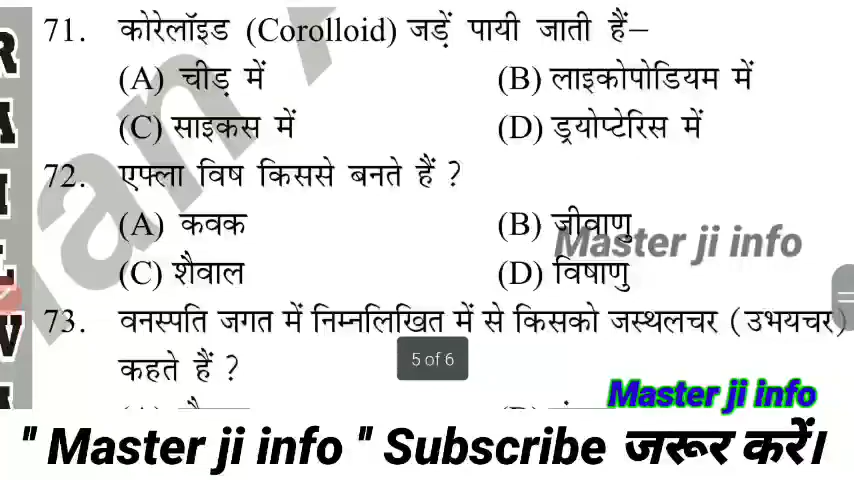 71. कोरेलॉइड (Corolloid) जड़ें पायी जाती हैं–
(A) चीड़ में (B) लाइकोपोडियम में
(C) साइकस में (D) ड्रयोप्टेरिस में
72. एफ्ला विष किससे बनते हैं ?
(A) कवक (B) जीवाणु
Master ji info
(C) शैवाल (D) विषाणु
73. वनस्पति जगत में निम्नलिखित में से किसको जस्थलचर (उभयचर)
कहते हैं ?
5 of 6
Master ji info
" Master ji info " Subscribe जरूर करें।